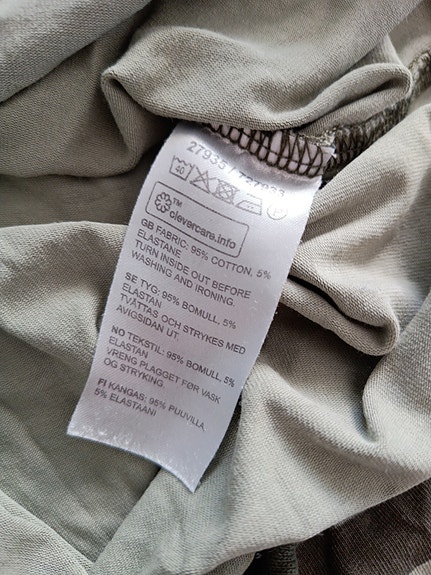 40
clevercare.info
GB FABRIC: 95% COTTON, 5%
ELASTANE
TURN INSIDE OUT BEFORE
WASHING AND IRONING.
SE TYG: 95% BOMULL, 5%
ELASTAN
TVÄTTAS OCH STRYKES MED
AVIGSIDAN UT.
NO TEKSTIL: 95% BOMULL, 5%
ELASTAN
VRENG PLAGGET FØR VASK
OG STRYKING.
FI KANGAS: 95% PUUVILLA,
5% ELASTAANI